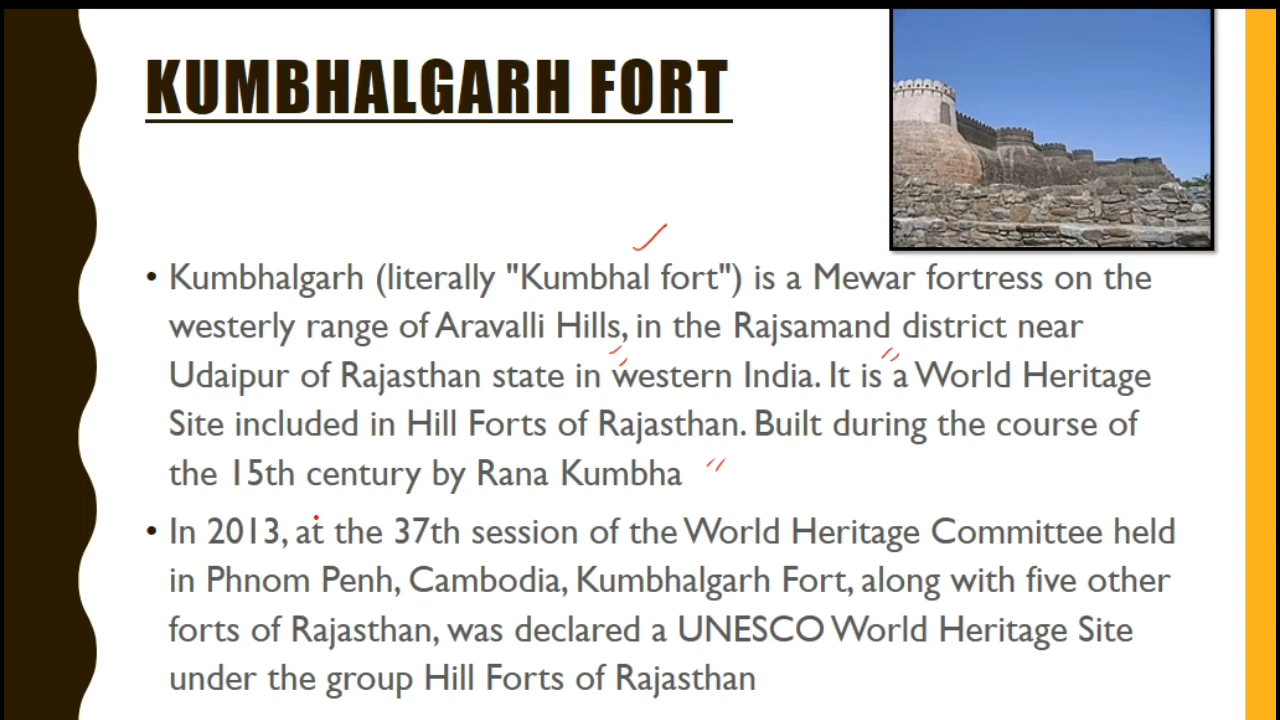 KUMBHALGARH FORT
• Kumbhalgarh (literally "Kumbhal fort") is a Mewar fortress on the
westerly range of Aravalli Hills, in the Rajsamand district near
Udaipur of Rajasthan state in western India. It is a World Heritage
Site included in Hill Forts of Rajasthan. Built during the course of
the 15th century by Rana Kumbha
• In 2013, at the 37th session of the World Heritage Committee held
in Phnom Penh, Cambodia, Kumbhalgarh Fort, along with five other
forts of Rajasthan, was declared a UNESCO World Heritage Site
under the group Hill Forts of Rajasthan